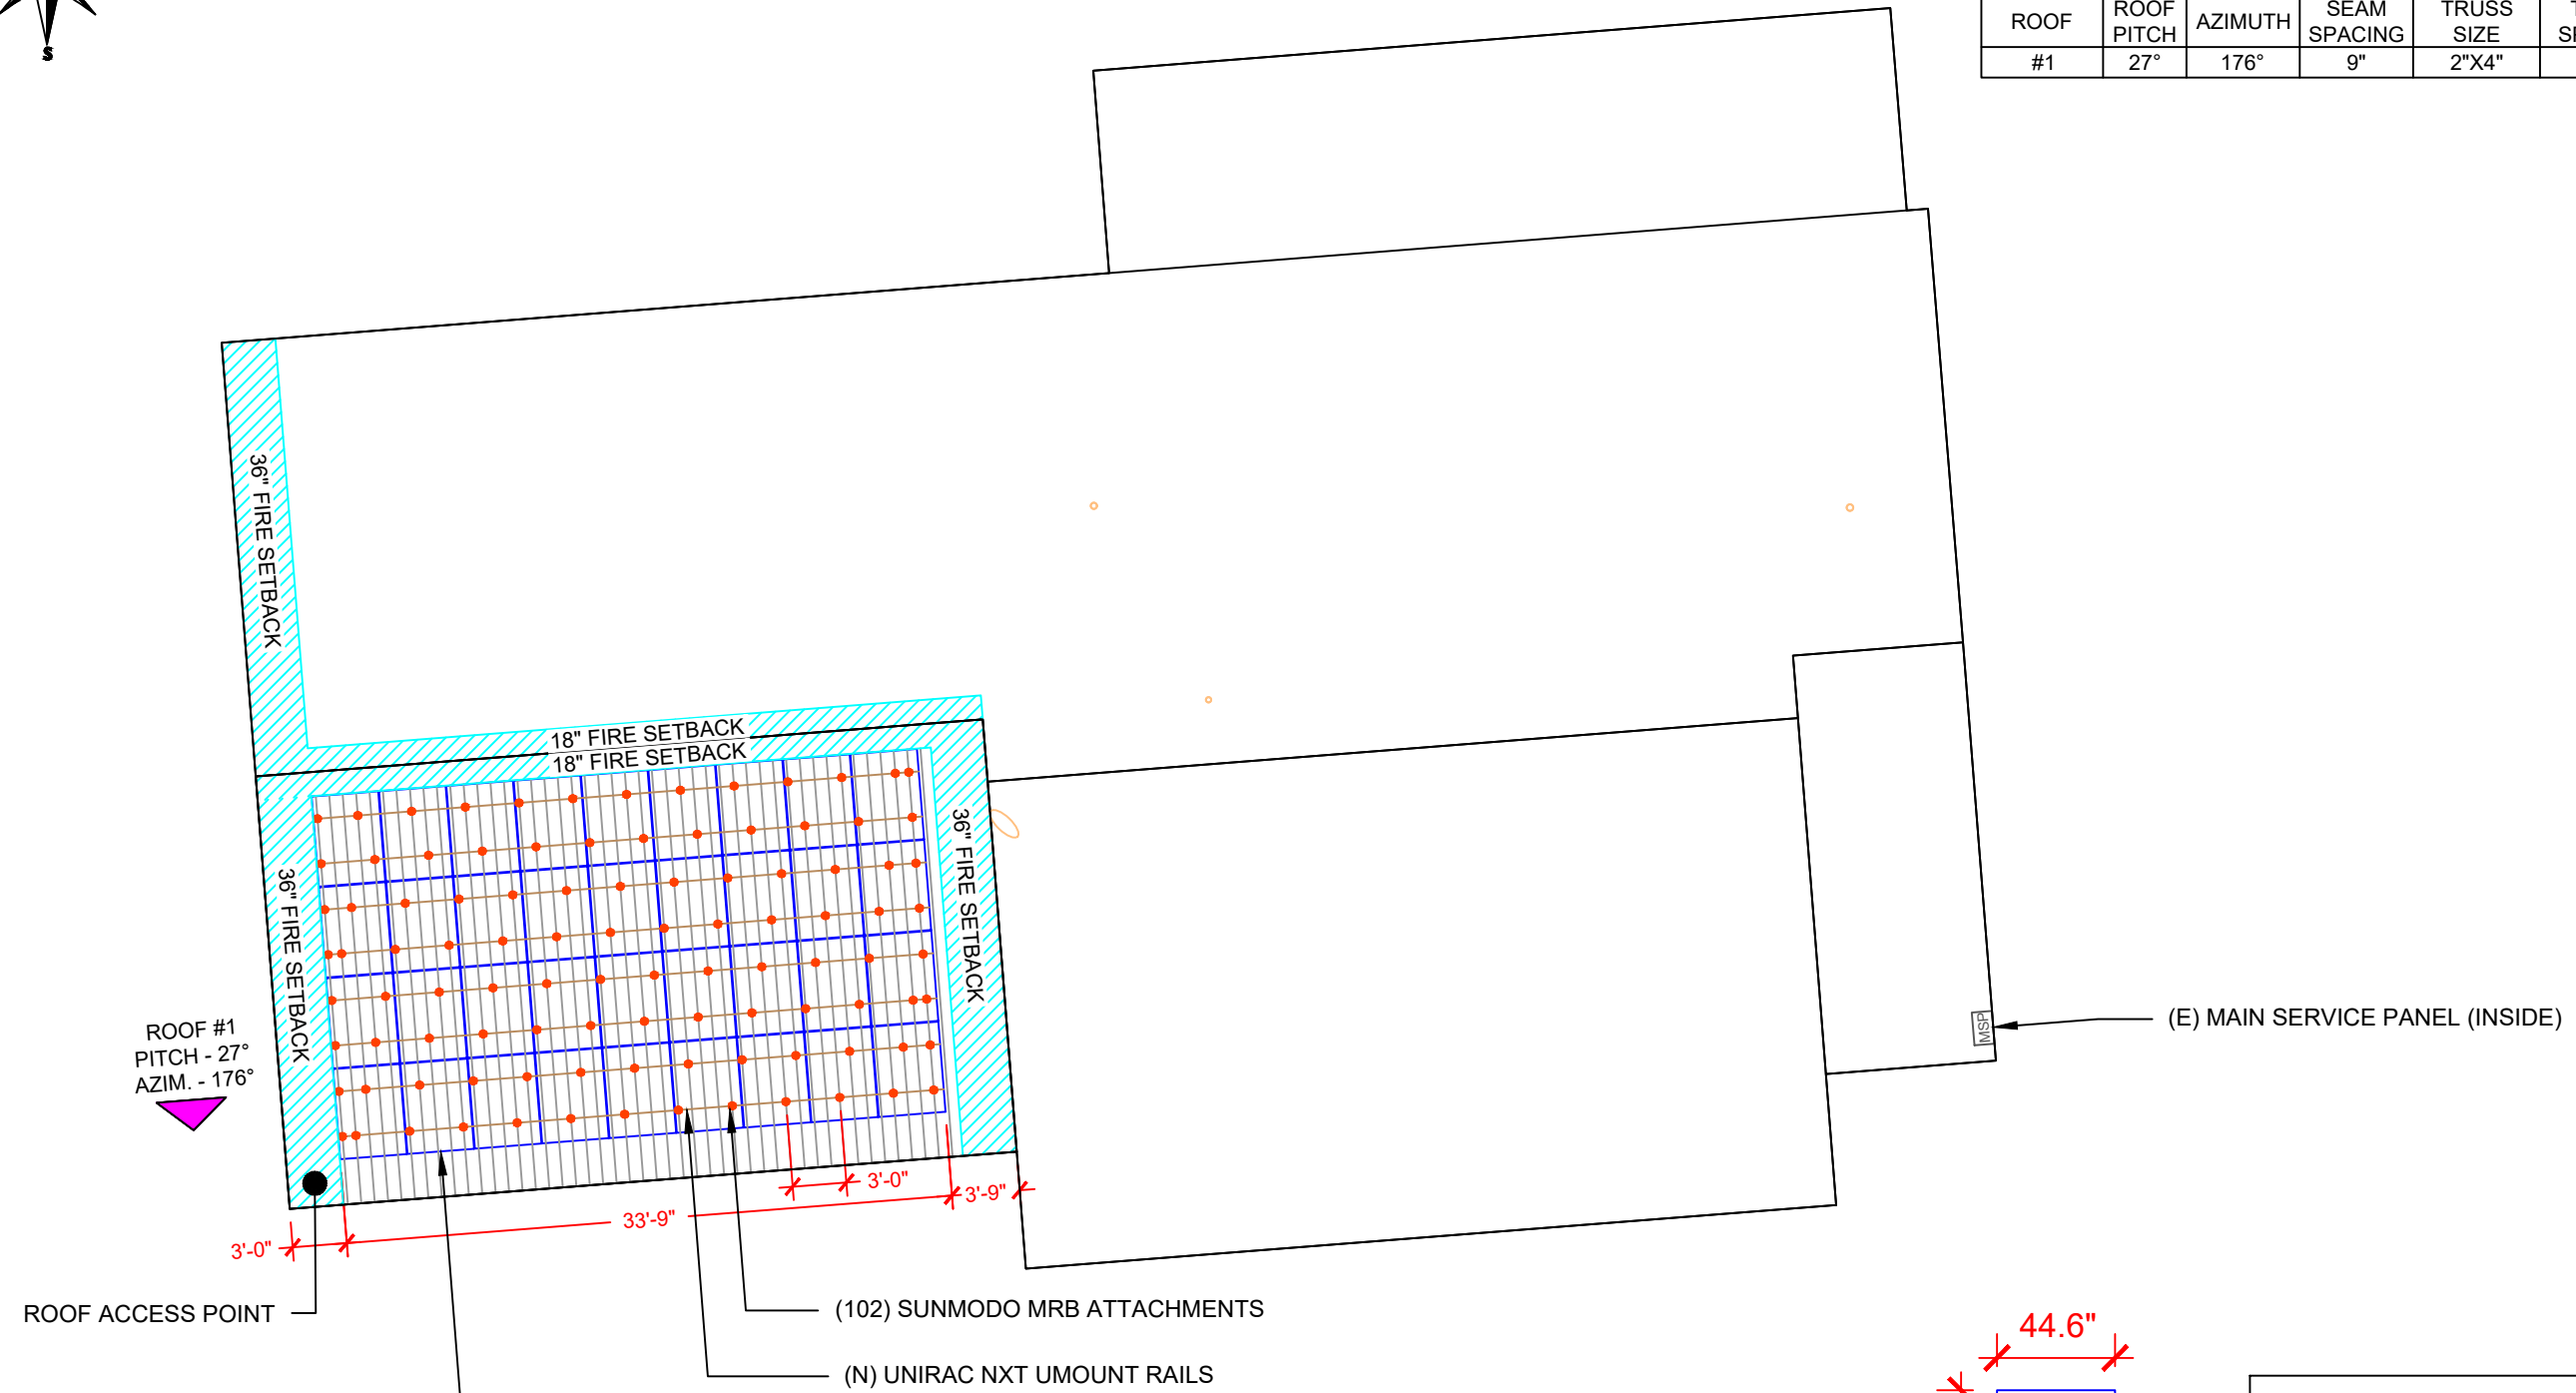 S
ROOF
ROOF
PITCH
AZIMUTH
SEAM
SPACING
TRUSS
SIZE
#1
27°
176°
9"
2"X4"
36" FIRE SETBACK
18" FIRE SETBACK
18" FIRE SETBACK
36" FIRE SETBACK
36" FIRE SETBACK
ROOF #1
PITCH - 27°
AZIM. - 176°
MSP
(E) MAIN SERVICE PANEL (INSIDE)
3'-0"
3'-9"
33'-9"
3'-0"
ROOF ACCESS POINT
(102) SUNMODO MRB ATTACHMENTS
(N) UNIRAC NXT UMOUNT RAILS
44.6"